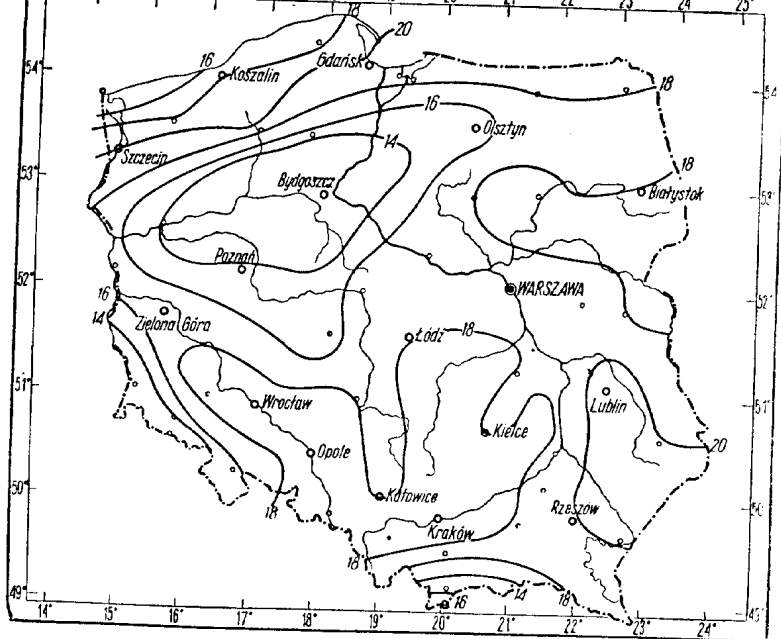 18
20
16
Koszalin
Gdańsk
54°
18
54
16
Olsztyn
14
Szczecin
18
53°
Bydgoszcz
Białystok
53°
Poznań
52°
WARSZAWA
52°
16
Zielona Góra
14
Łódź
18
51°
Wrocław
Lublin
51°
Kielce
20
Opole
50°
Katowice
Rzeszów
50°
18
Kraków
18
49°
16
14
18
49°
14°
15°
16°
17°
18°
19°
20°
21°
22°
23°
24°